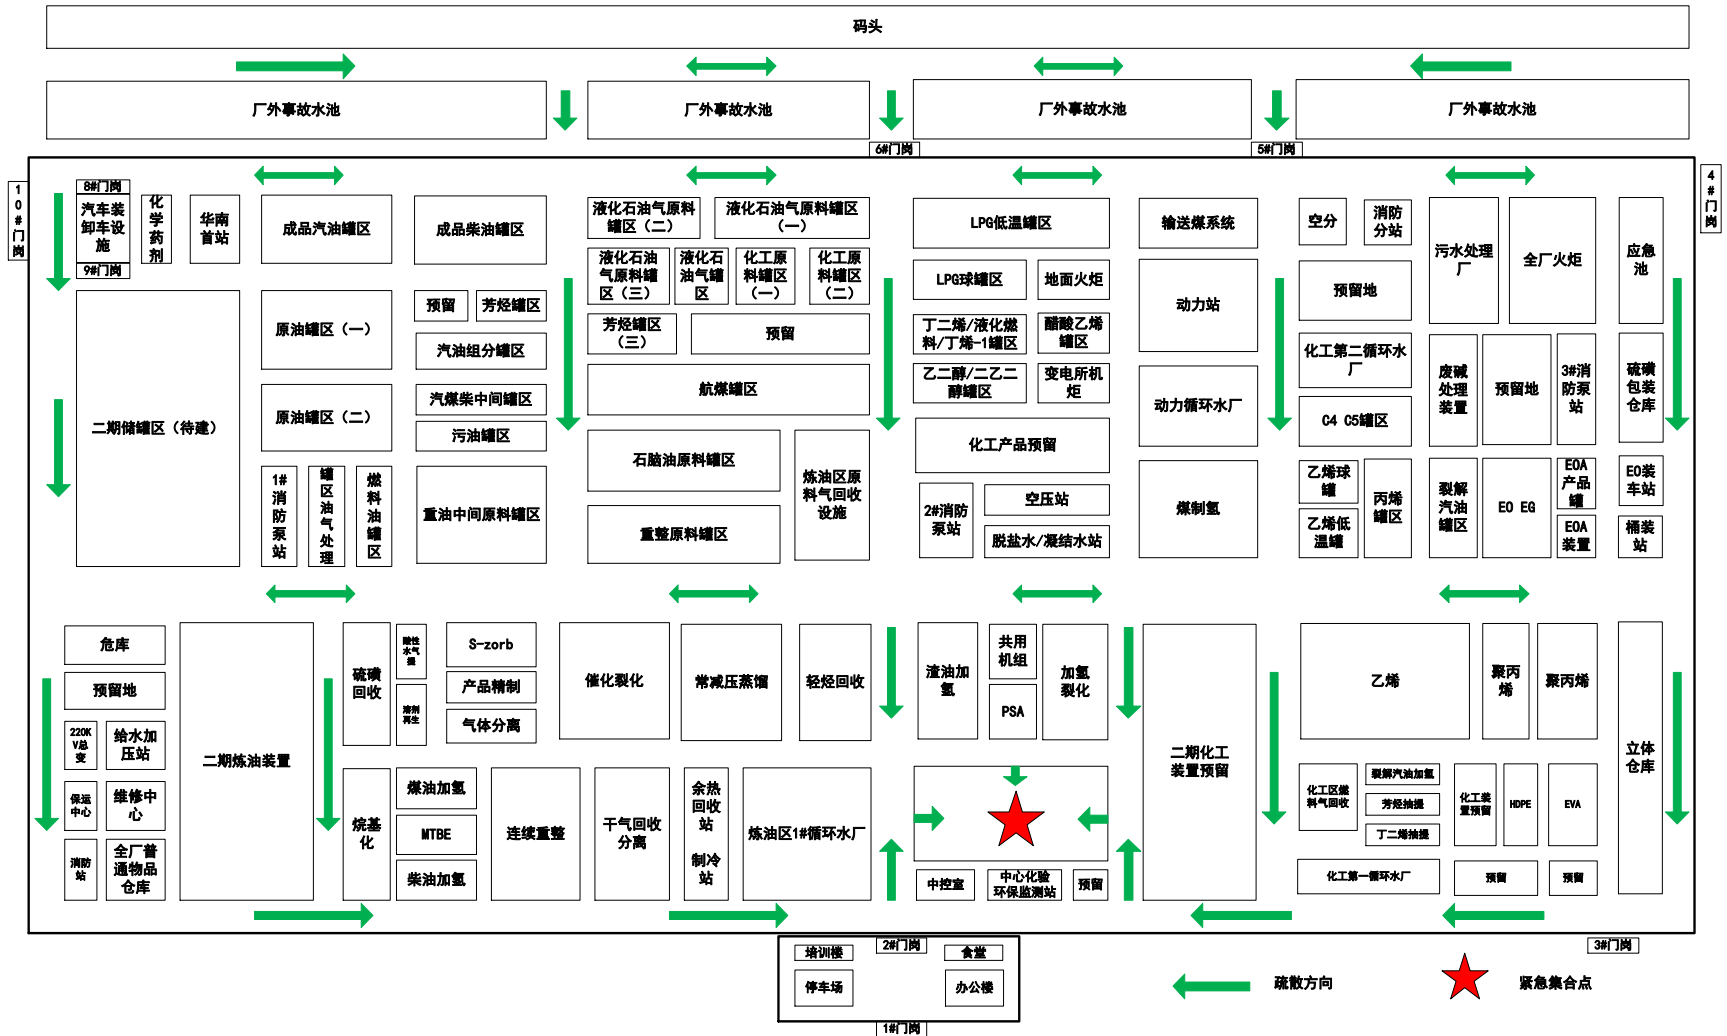 码头
厂外事故水池
厂外事故水池
厂外事故水池
厂外事故水池
6#门岗
5#门岗
10#门岗
4#门岗
8#门岗
汽车装
卸车设
施
9#门岗
化学药剂
华南
首站
成品汽油罐区
成品柴油罐区
液化石油气原料
罐区（二）
液化石油气原料罐区
（一）
LPG低温罐区
输送煤系统
空分
消防
分站
污水处理
厂
全厂火炬
应急
池
液化石油
气原料罐
区（三）
液化石
油气罐
区
化工原
料罐区
（一）
化工原
料罐区
（二）
LPG球罐区
地面火炬
动力站
预留地
二期储罐区（待建）
原油罐区（一）
预留
芳烃罐区
汽油组分罐区
芳烃罐区
（三）
预留
丁二烯/液化燃
料/丁烯-1罐区
醋酸乙烯
罐区
化工第二循环水
厂
废碱
处理
装置
预留地
3#消
防泵
站
硫磺
包装
仓库
原油罐区（二）
汽煤柴中间罐区
污油罐区
航煤罐区
乙二醇/二乙二
醇罐区
变电所机
炬
动力循环水厂
C4 C5罐区
化工产品预留
1#
消
防
泵
站
罐
区
油
气
处
理
燃
料
油
罐
区
重油中间原料罐区
石脑油原料罐区
重整原料罐区
炼油区原
料气回收
设施
2#消防
泵站
空压站
脱盐水/凝结水站
煤制氢
乙烯球
罐
乙烯低
温罐
丙烯
罐区
裂解
汽油
罐区
EO EG
EOA
产品
罐
EOA
装置
EO装
车站
桶装
站
危库
预留地
220K
V总
变
给水加
压站
保运
中心
维修中
心
消防
站
全厂普
通物品
仓库
二期炼油装置
硫磺
回收
酸性
水气
提
溶剂
再生
S-zorb
产品精制
气体分离
催化裂化
常减压蒸馏
轻烃回收
渣油加
氢
共用
机组
PSA
加氢
裂化
二期化工
装置预留
乙烯
聚丙
烯
聚丙烯
立体
仓库
烷基
化
煤油加氢
MTBE
柴油加氢
连续重整
干气回收
分离
余热
回收
站
制冷
站
炼油区1#循环水厂
中控室
中心化验
环保监测站
预留
化工区燃
料气回收
裂解汽油加氢
芳烃抽提
丁二烯抽提
化工装
置预留
HDPE
EVA
化工第一循环水厂
预留
预留
培训楼
2#门岗
食堂
停车场
办公楼
1#门岗
3#门岗
疏散方向
紧急集合点